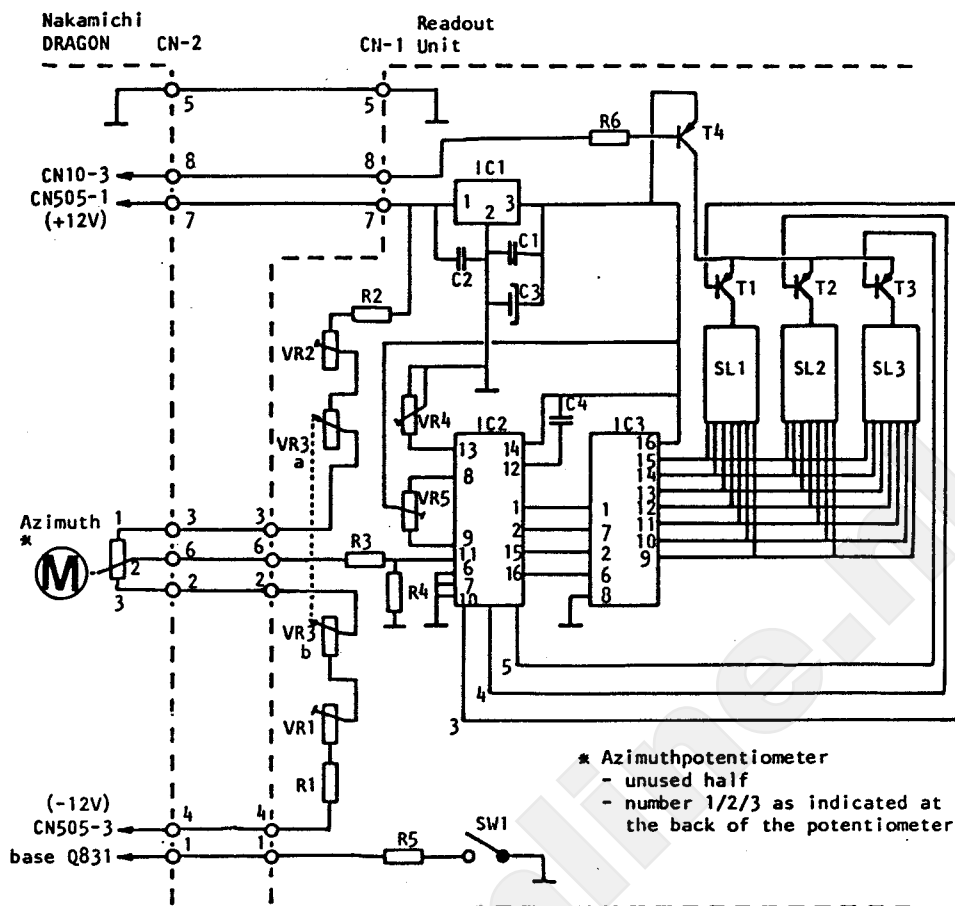 Nakamichi
DRAGON
CN-2
CN-1
Readout
Unit
5
5
R6
T4
CN10-3
8
8
IC1
CN505-1
(+12V)
7
7
1
2
3
C1
C2
C3
R2
T1
T2
T3
VR2
SL1
SL2
SL3
VR4
C4
VR3
a
IC2
IC3
13
14
12
16
15
14
13
12
11
10
9
8
VR5
1
1
2
7
9
11
15
2
6
16
6
7
10
8
Azimuth
*
1
3
3
M
2
6
6
R3
3
2
2
R4
VR3
b
5
4
3
VR1
R1
* Azimuthpotentiometer
- unused half
- number 1/2/3 as indicated at
the back of the potentiometer
(-12V)
CN505-3
4
4
SW1
base Q831
1
1
R5